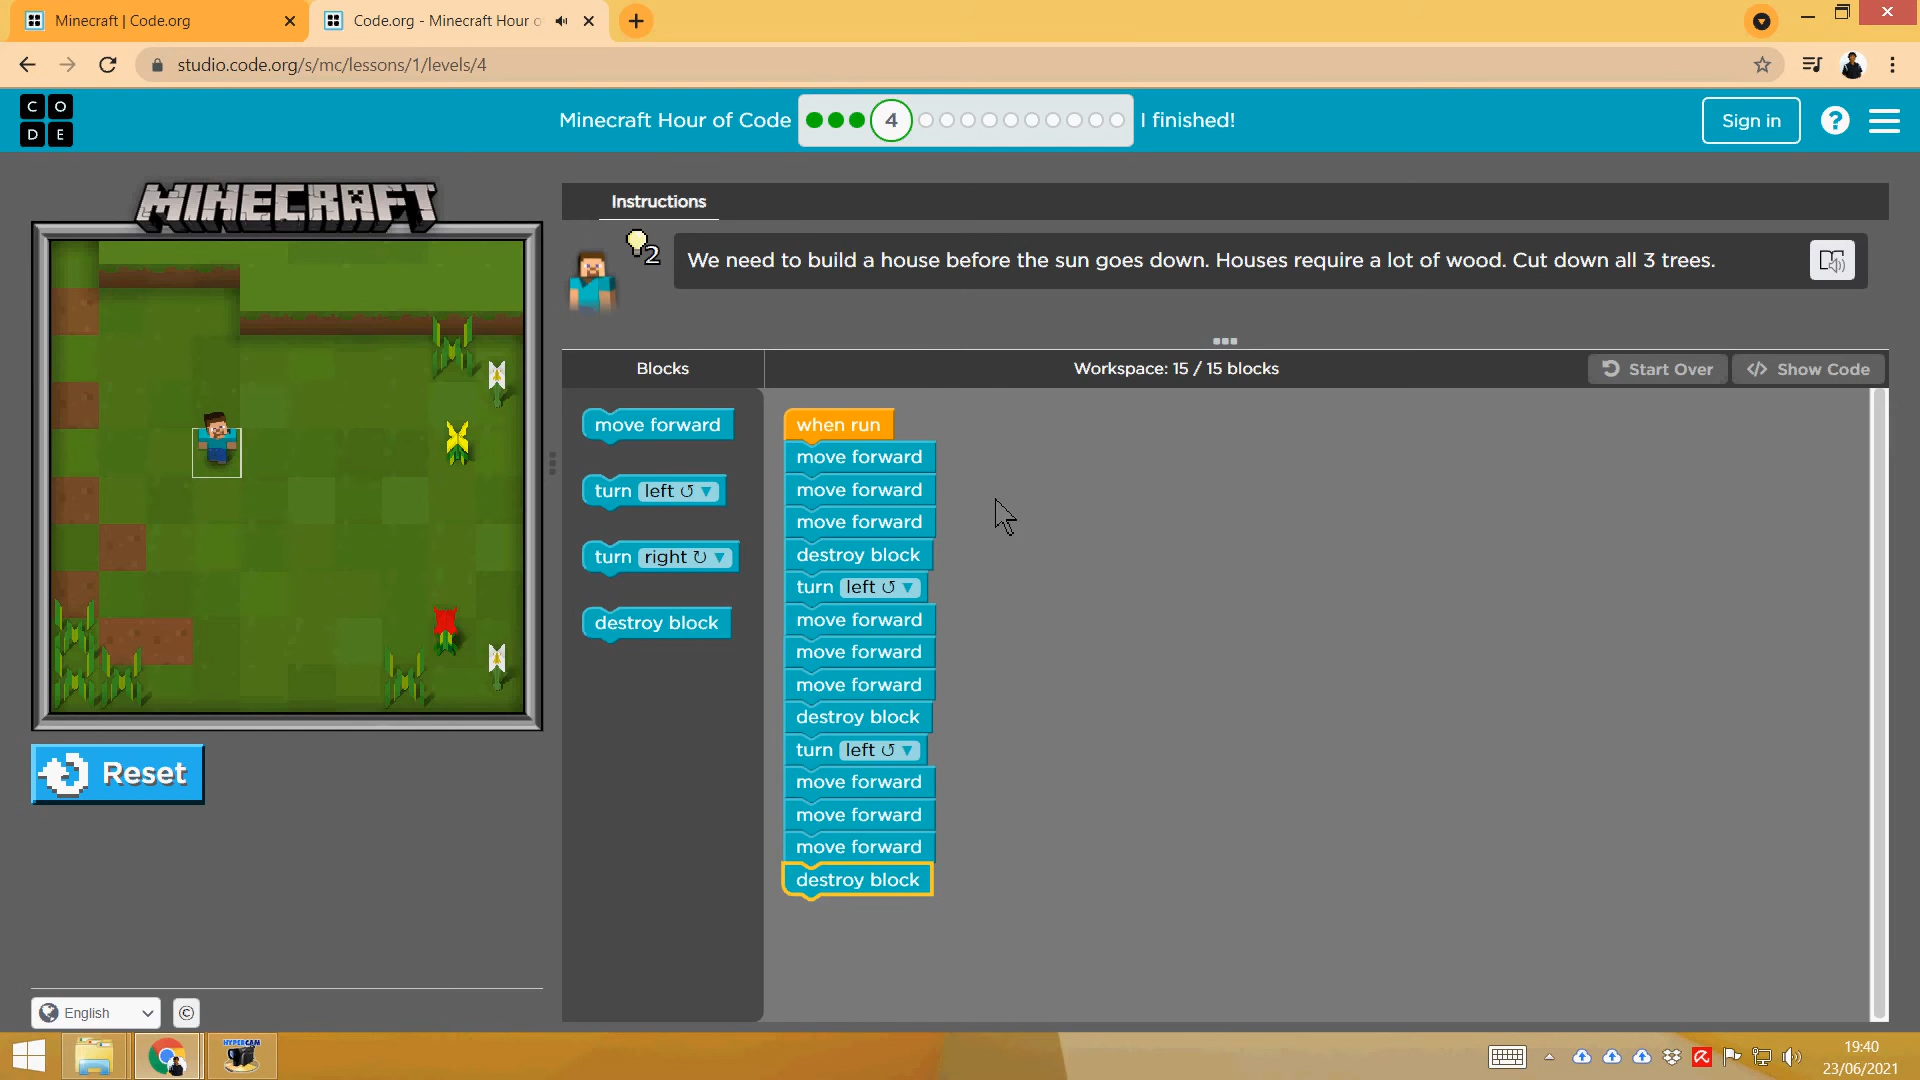 Minecraft | Code.org
Code.org - Minecraft Hour o
studio.code.org/s/mc/lessons/1/levels/4
CO
DE
Minecraft Hour of Code
4
I finished!
Sign in
?
MINECRAFT
Instructions
2
We need to build a house before the sun goes down. Houses require a lot of wood. Cut down all 3 trees.
Blocks
Workspace: 15 / 15 blocks
Start Over
</> Show Code
move forward
turn left ↺ ▼
turn right ↻ ▼
destroy block
when run
move forward
move forward
move forward
destroy block
turn left ↺ ▼
move forward
move forward
move forward
destroy block
turn left ↺ ▼
move forward
move forward
move forward
destroy block
Reset
English
©
HYPERCAM
19:40
23/06/2021